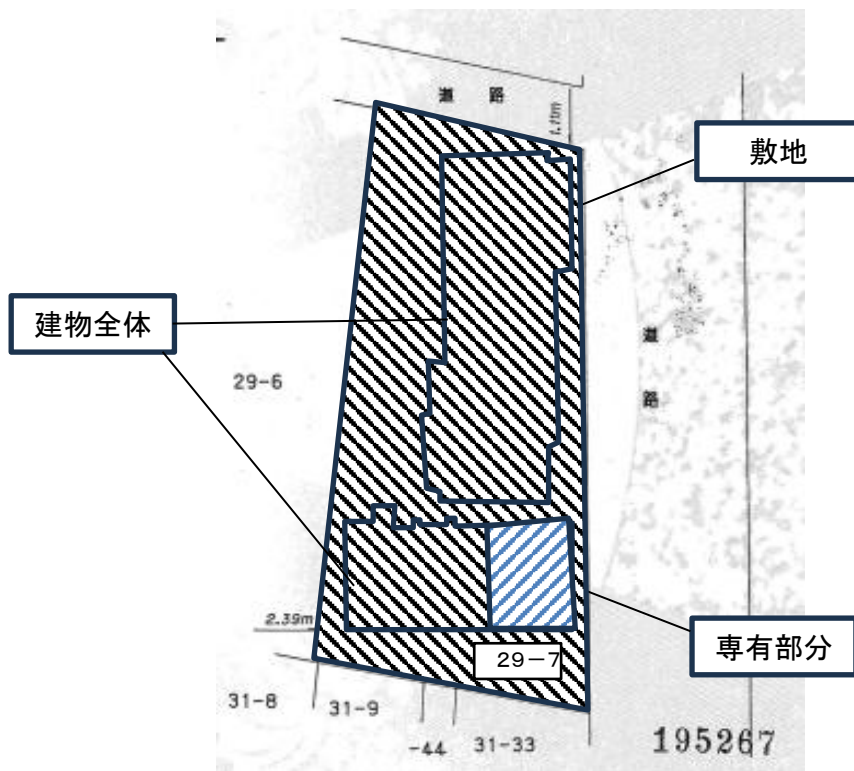 道路
1.11m
敷地
建物全体
道路
29-6
2.39m
29-7
専有部分
31-8
31-9
-44
31-33
195267